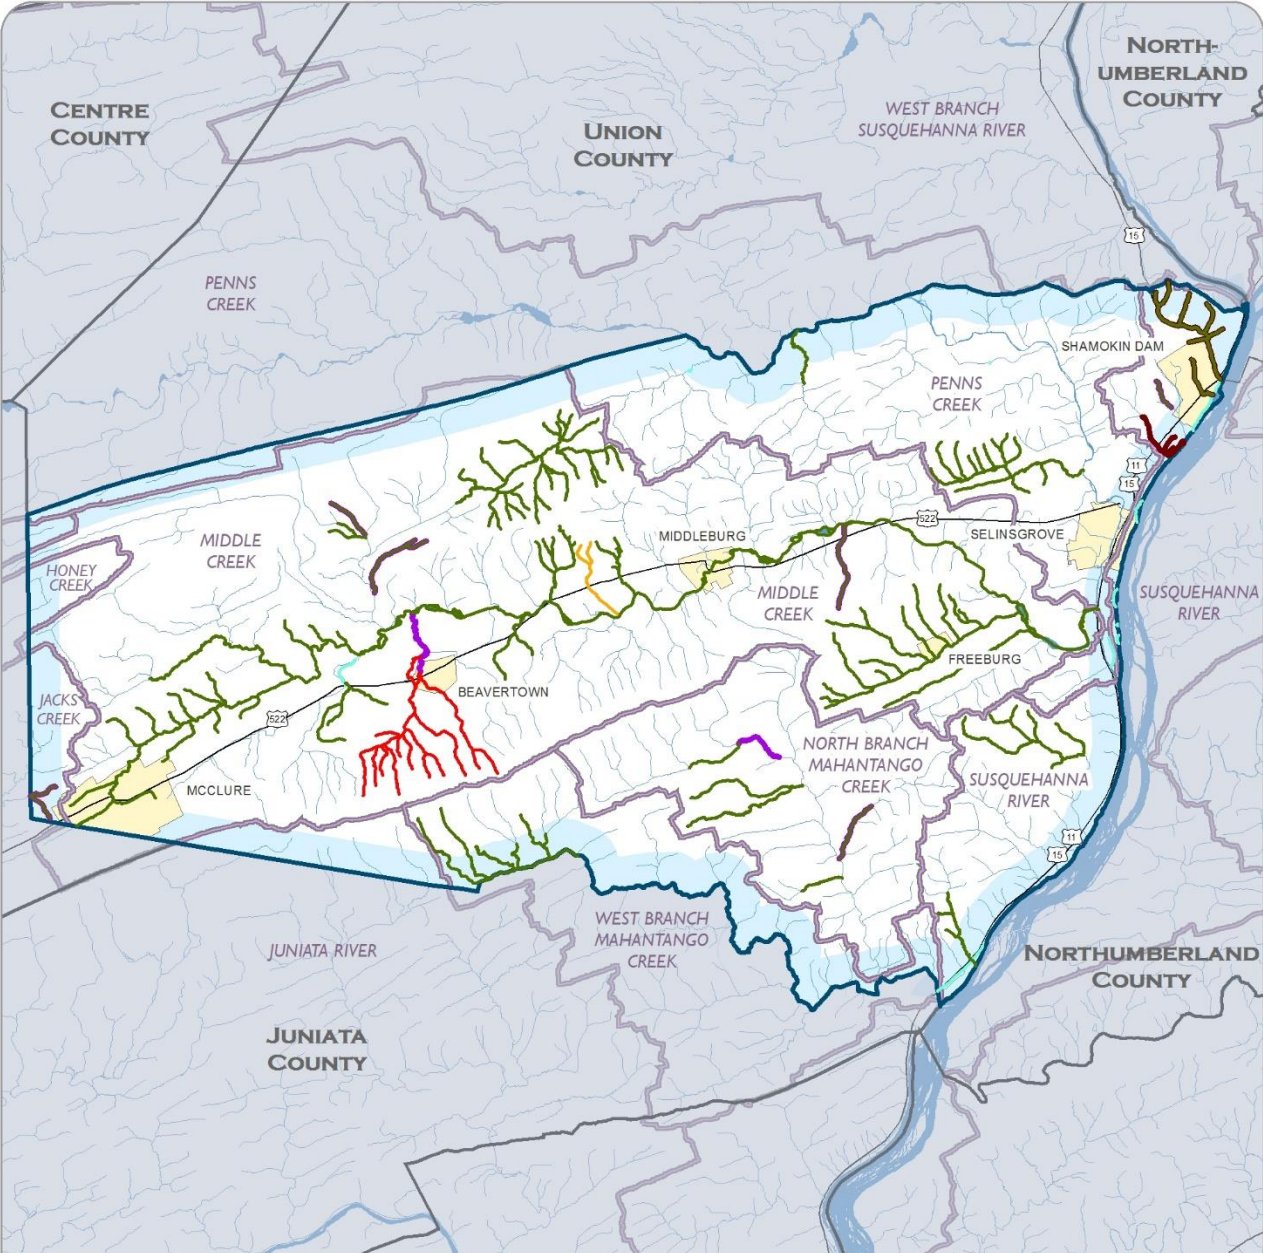 NORTH-
UMBERLAND
COUNTY
CENTRE
COUNTY
WEST BRANCH
SUSQUEHANNA RIVER
UNION
COUNTY
15
PENNS
CREEK
SHAMOKIN DAM
PENNS
CREEK
11
15
522
MIDDLEBURG
SELINSGROVE
MIDDLE
CREEK
HONEY
CREEK
MIDDLE
CREEK
SUSQUEHANNA
RIVER
FREEBURG
BEAVERTOWN
JACKS
CREEK
522
NORTH BRANCH
MAHANTANGO
CREEK
SUSQUEHANNA
RIVER
MCCLURE
11
15
WEST BRANCH
MAHANTANGO
CREEK
JUNIATA RIVER
NORTHUMBERLAND
COUNTY
JUNIATA
COUNTY